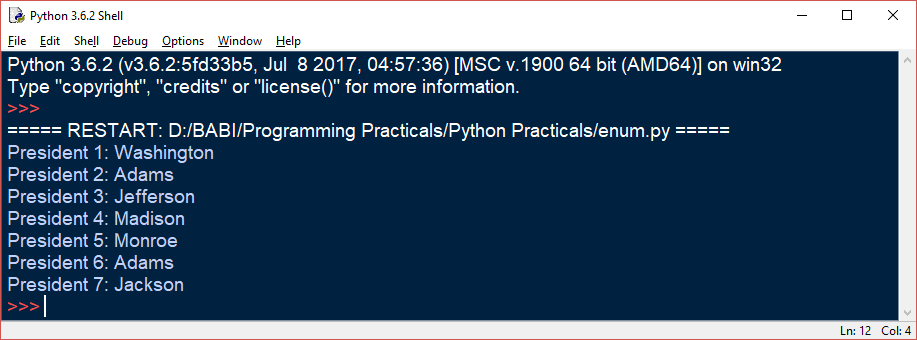 Python 3.6.2 Shell
File Edit Shell Debug Options Window Help
Python 3.6.2 (v3.6.2:5fd33b5, Jul  8 2017, 04:57:36) [MSC v.1900 64 bit (AMD64)] on win32
Type "copyright", "credits" or "license()" for more information.
>>>
===== RESTART: D:/BABI/Programming Practicals/Python Practicals/enum.py =====
President 1: Washington
President 2: Adams
President 3: Jefferson
President 4: Madison
President 5: Monroe
President 6: Adams
President 7: Jackson
>>>
Ln: 12 Col: 4